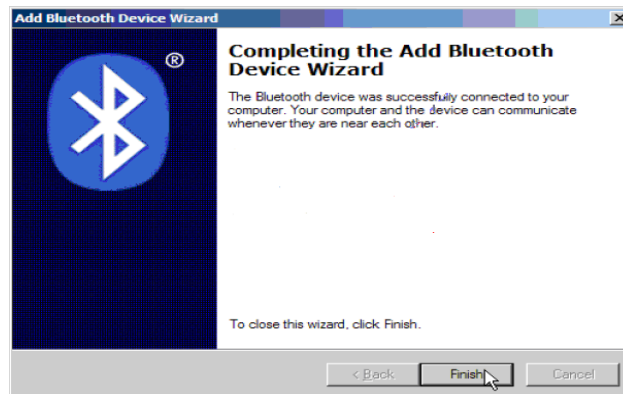 Add Bluetooth Device Wizard
®
Completing the Add Bluetooth
Device Wizard
The Bluetooth device was successfully connected to your
computer. Your computer and the device can communicate
whenever they are near each other.
To close this wizard, click Finish.
< Back
Finish
Cancel